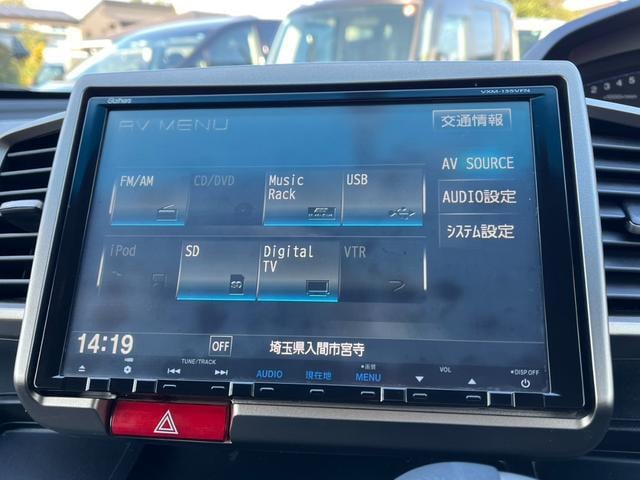 Gathers VXM-155VFN
AV MENU 交通情報
AV SOURCE
FM/AM CD/DVD Music Rack USB
AUDIO設定
iPod SD Digital TV VTR
システム設定
SD
14:19 OFF 埼玉県入間市宮寺
TUNE/TRACK
AUDIO 現在地 MENU VOL DISP OFF